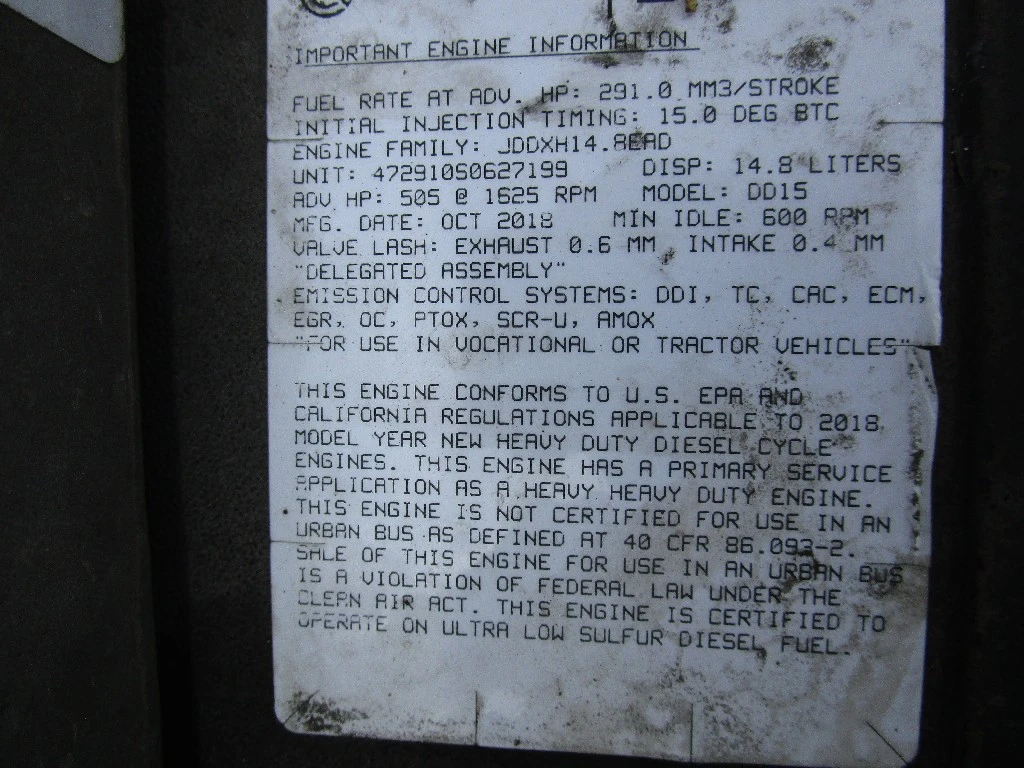 IMPORTANT ENGINE INFORMATION
FUEL RATE AT ADV. HP: 291.0 MM3/STROKE
INITIAL INJECTION TIMING: 15.0 DEG BTC
ENGINE FAMILY: JDDXH14.8EAD
UNIT: 472910S0627199 DISP: 14.8 LITERS
ADV. HP: 505 @ 1625 RPM MODEL: DD15
MFG. DATE: OCT 2018 MIN IDLE: 600 RPM
VALVE LASH: EXHAUST 0.6 MM INTAKE 0.4 MM
"DELEGATED ASSEMBLY"
EMISSION CONTROL SYSTEMS: DDI, TC, CAC, ECM,
EGR, OC, PTOX, SCR-U, AMOX
"FOR USE IN VOCATIONAL OR TRACTOR VEHICLES"
THIS ENGINE CONFORMS TO U.S. EPA AND
CALIFORNIA REGULATIONS APPLICABLE TO 2018
MODEL YEAR NEW HEAVY DUTY DIESEL CYCLE
ENGINES. THIS ENGINE HAS A PRIMARY SERVICE
APPLICATION AS A HEAVY HEAVY DUTY ENGINE.
THIS ENGINE IS NOT CERTIFIED FOR USE IN AN
URBAN BUS AS DEFINED AT 40 CFR 86.093-2.
SALE OF THIS ENGINE FOR USE IN AN URBAN BUS
IS A VIOLATION OF FEDERAL LAW UNDER THE
CLEAN AIR ACT. THIS ENGINE IS CERTIFIED TO
OPERATE ON ULTRA LOW SULFUR DIESEL FUEL.